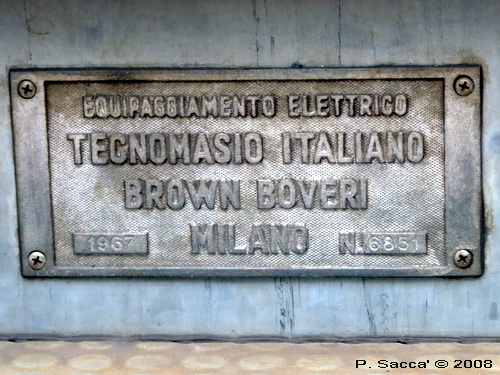 EQUIPAGGIAMENTO ELETTRICO
TECNOMASIO ITALIANO
BROWN BOVERI
1967 MILANO N. 6851
P. Sacca' © 2008